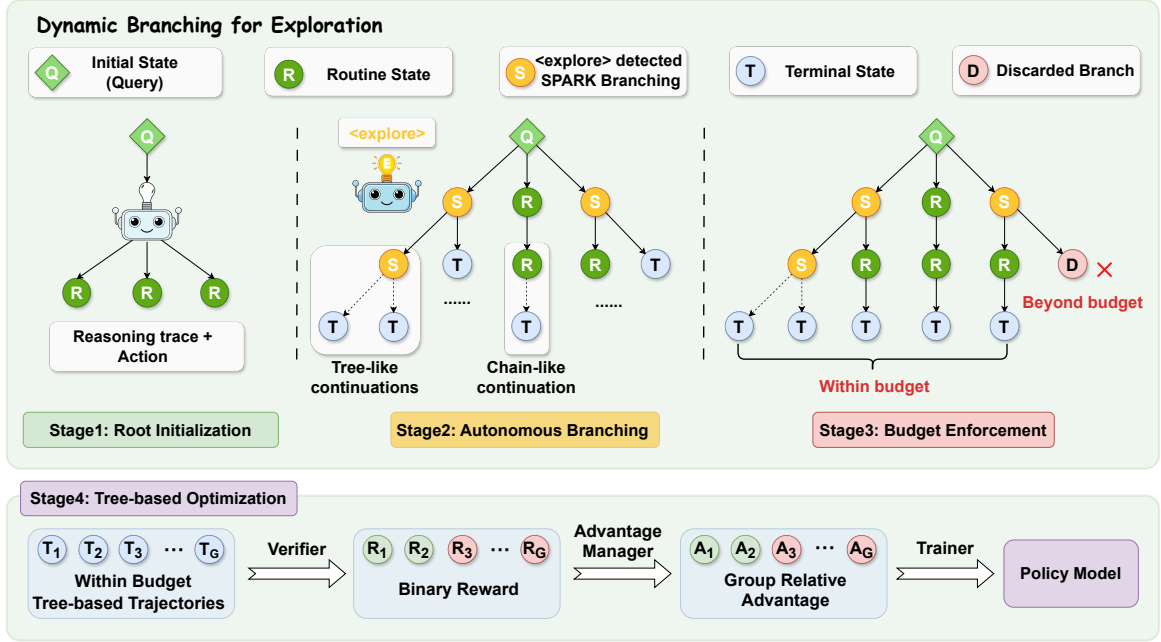 Dynamic Branching for Exploration
Q
Initial State
(Query)
R
Routine State
S
<explore> detected
SPARK Branching
T
Terminal State
D
Discarded Branch
Q
R R R
Reasoning trace +
Action
Stage1: Root Initialization
<explore>
E
Q
S R S
S T R R T
...... ......
T T T
Tree-like
continuations
Chain-like
continuation
Stage2: Autonomous Branching
Q
S R S
S R R R D
Beyond budget
T T T T T
Within budget
Stage3: Budget Enforcement
Stage4: Tree-based Optimization
T1 T2 T3 ... TG
Within Budget
Tree-based Trajectories
Verifier
R1 R2 R3 ... RG
Binary Reward
Advantage
Manager
A1 A2 A3 ... AG
Group Relative
Advantage
Trainer
Policy Model